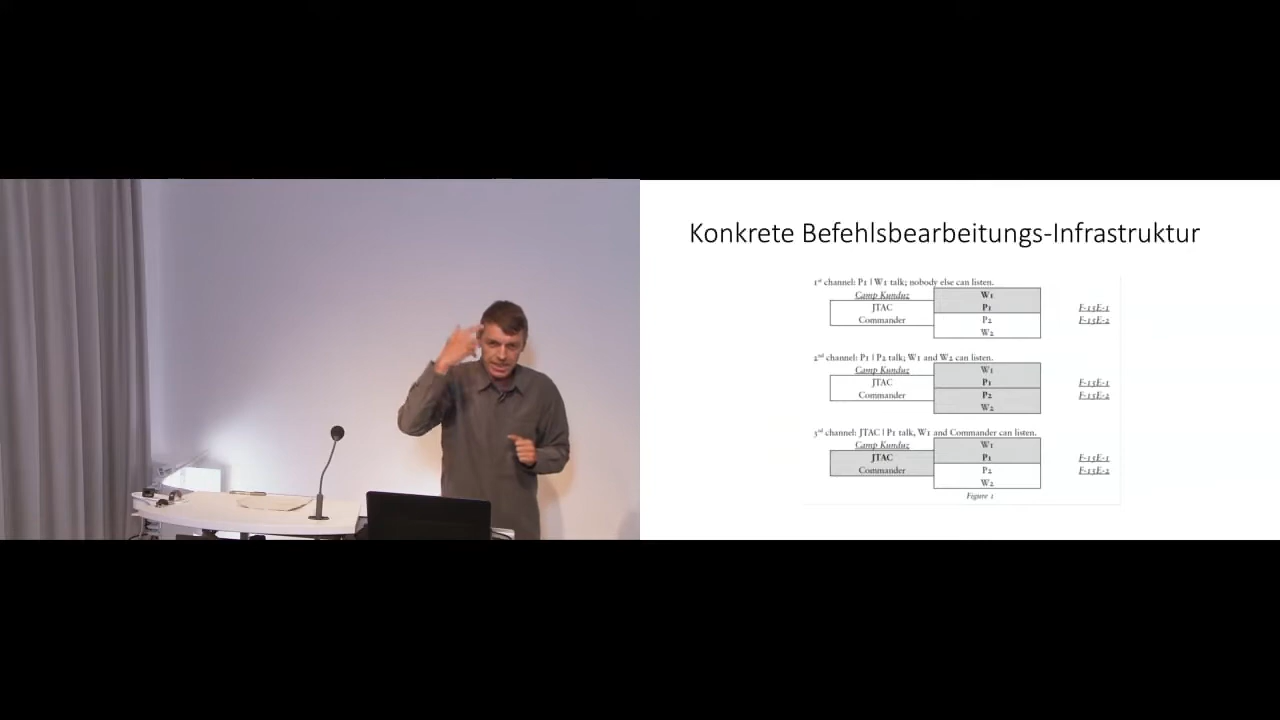 Konkrete Befehlsbearbeitungs-Infrastruktur
1st channel: P1 | W1 talk; nobody else can listen.
Camp Kunduz W1
JTAC P1 F-15E-1
Commander P2 F-15E-2
W2
2nd channel: P1 | P2 talk; W1 and W2 can listen.
Camp Kunduz W1
JTAC P1 F-15E-1
Commander P2 F-15E-2
W2
3rd channel: JTAC | P1 talk, W1 and Commander can listen.
Camp Kunduz W1
JTAC P1 F-15E-1
Commander P2 F-15E-2
W2
Figure 1